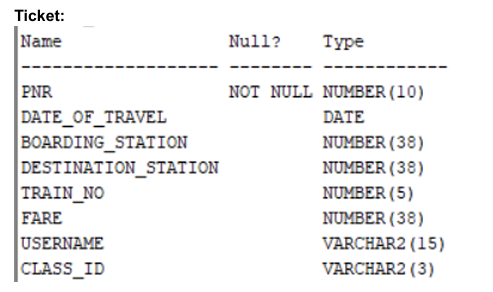 Ticket:
Name                Null?    Type
------------------- -------- ------------
PNR                 NOT NULL NUMBER(10)
DATE_OF_TRAVEL               DATE
BOARDING_STATION             NUMBER(38)
DESTINATION_STATION          NUMBER(38)
TRAIN_NO                     NUMBER(5)
FARE                         NUMBER(38)
USERNAME                     VARCHAR2(15)
CLASS_ID                     VARCHAR2(3)